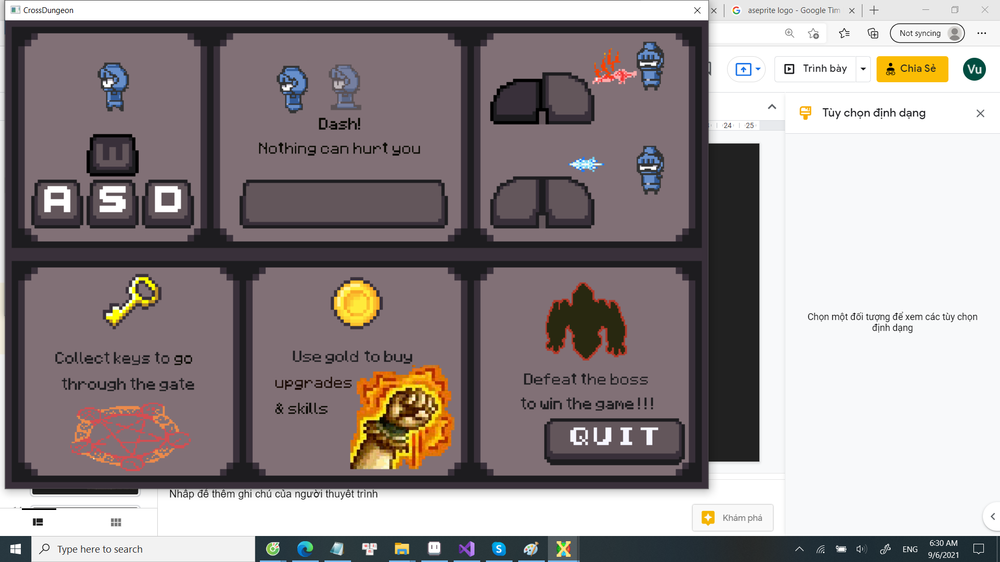 CrossDungeon
aseprite logo - Google Tìm
Not syncing
Trình bày
Chia Sẻ
Vu
24
25
Tùy chọn định dạng
Chọn một đối tượng để xem các tùy chọn
định dạng
W
A S D
Dash!
Nothing can hurt you
Collect keys to go
through the gate
Use gold to buy
upgrades
& skills
Defeat the boss
to win the game!!!
QUIT
Nhấp để thêm ghi chú của người thuyết trình
Khám phá
Type here to search
ENG
6:30 AM
9/6/2021